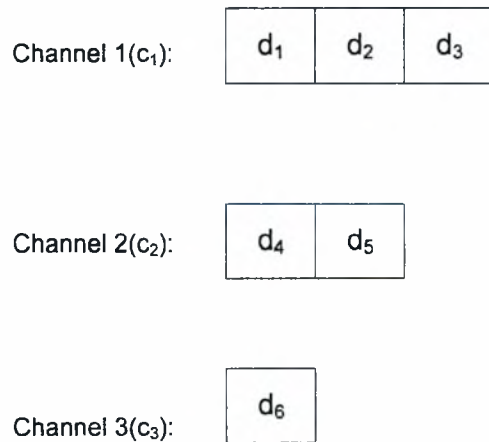 Channel 1(c₁): d₁ d₂ d₃
Channel 2(c₂): d₄ d₅
Channel 3(c₃): d₆